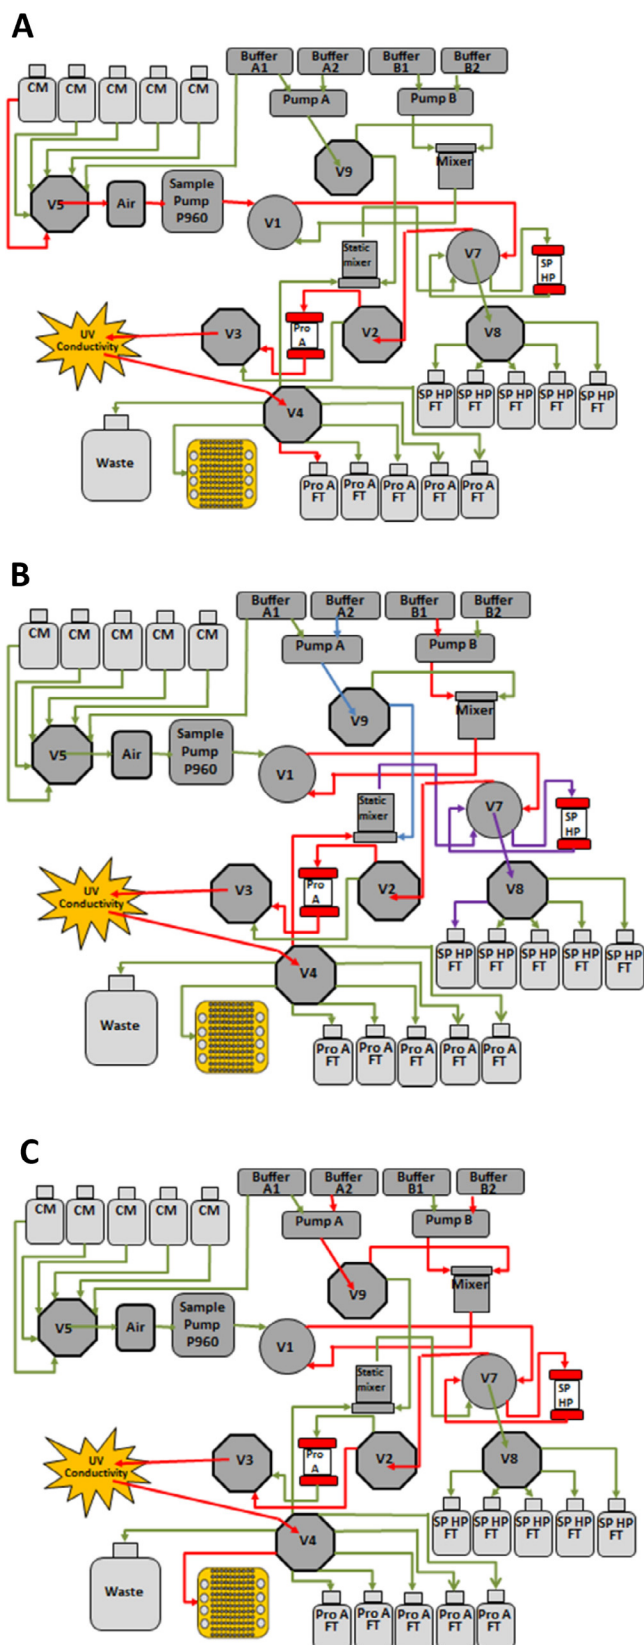 A
Buffer A1
Buffer A2
Buffer B1
Buffer B2
CM
CM
CM
CM
CM
Pump A
Pump B
V9
Mixer
V5
Air
Sample
Pump
P960
V1
Static
mixer
V7
SP
HP
UV
Conductivity
V3
Pro
A
V2
V8
V4
SP HP
FT
SP HP
FT
SP HP
FT
SP HP
FT
SP HP
FT
Waste
Pro A
FT
Pro A
FT
Pro A
FT
Pro A
FT
Pro A
FT
B
Buffer
A1
Buffer
A2
Buffer
B1
Buffer
B2
CM
CM
CM
CM
CM
Pump A
Pump B
V9
Mixer
V5
Air
Sample
Pump
P960
V1
Static
mixer
V7
SP
HP
UV
Conductivity
V3
Pro
A
V2
V8
V4
SP HP
FT
SP HP
FT
SP HP
FT
SP HP
FT
SP HP
FT
Waste
Pro A
FT
Pro A
FT
Pro A
FT
Pro A
FT
Pro A
FT
C
Buffer
A1
Buffer
A2
Buffer
B1
Buffer
B2
CM
CM
CM
CM
CM
Pump A
Pump B
V9
Mixer
V5
Air
Sample
Pump
P960
V1
Static
mixer
V7
SP
HP
UV
Conductivity
V3
Pro
A
V2
V8
V4
SP HP
FT
SP HP
FT
SP HP
FT
SP HP
FT
SP HP
FT
Waste
Pro A
FT
Pro A
FT
Pro A
FT
Pro A
FT
Pro A
FT